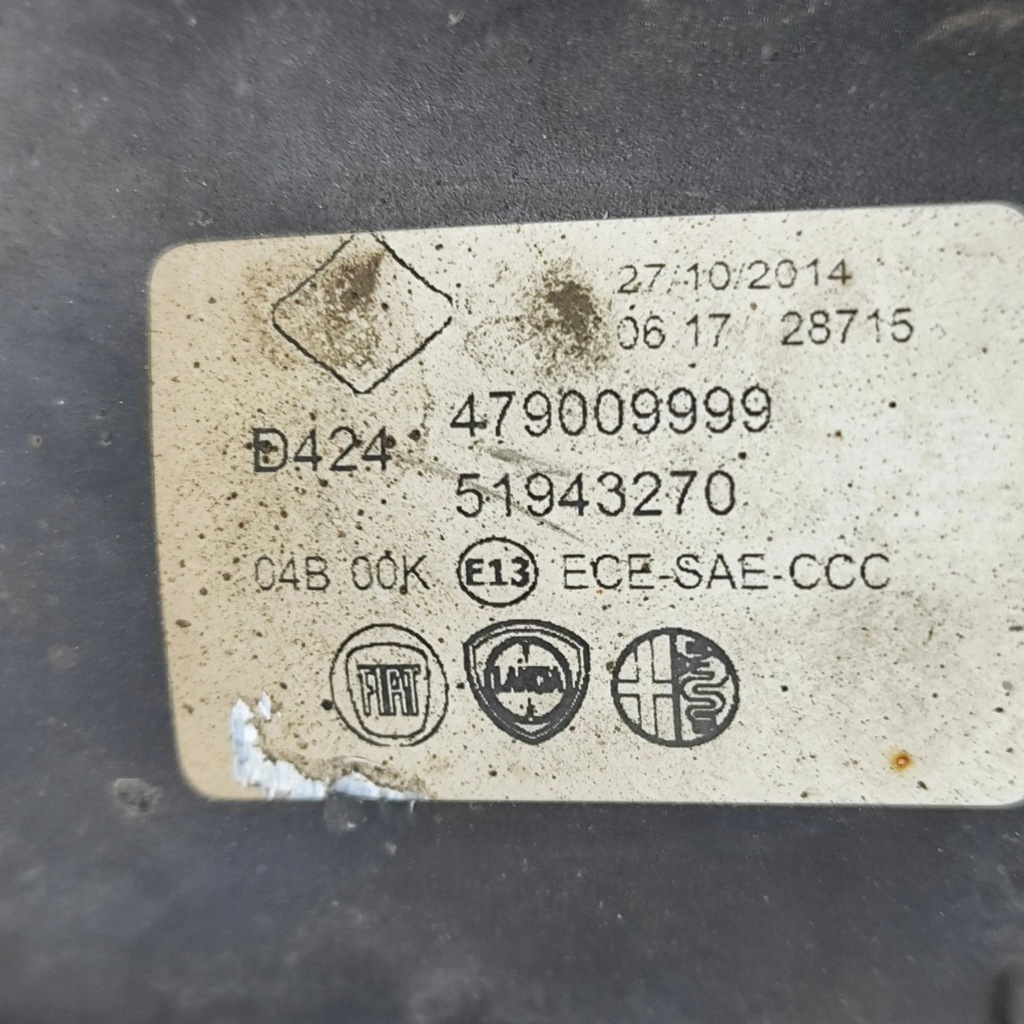 27/10/2014
06 17 28715
479009999
D424
51943270
04B 00K E13 ECE-SAE-CCC
FIAT LANCIA